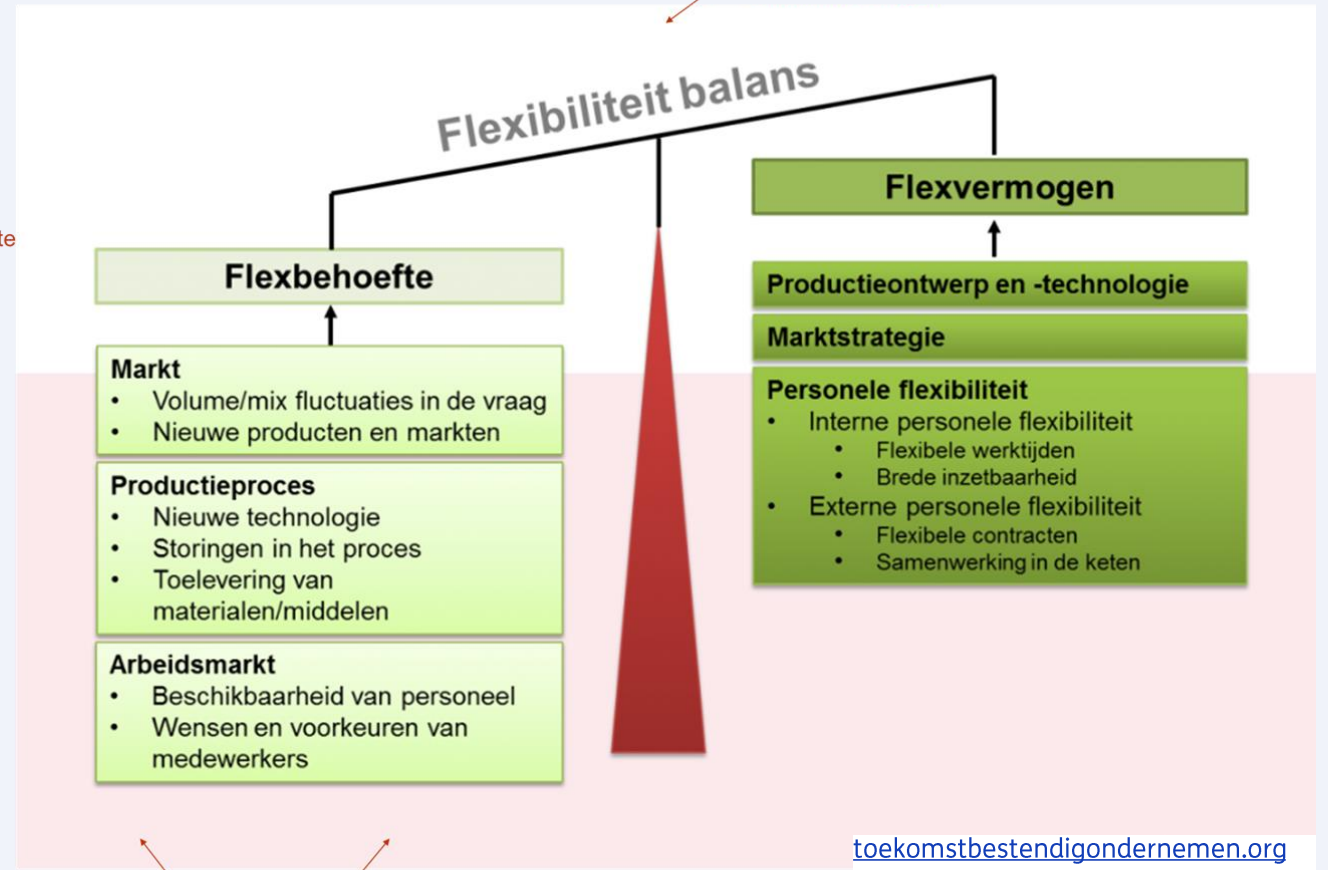 Flexibiliteit balans
te
Flexbehoefte
Markt
• Volume/mix fluctuaties in de vraag
• Nieuwe producten en markten
Productieproces
• Nieuwe technologie
• Storingen in het proces
• Toelevering van
materialen/middelen
Arbeidsmarkt
• Beschikbaarheid van personeel
• Wensen en voorkeuren van
medewerkers
Flexvermogen
Productieontwerp en -technologie
Marktstrategie
Personele flexibiliteit
• Interne personele flexibiliteit
• Flexibele werktijden
• Brede inzetbaarheid
• Externe personele flexibiliteit
• Flexibele contracten
• Samenwerking in de keten
toekomstbestendigondernemen.org